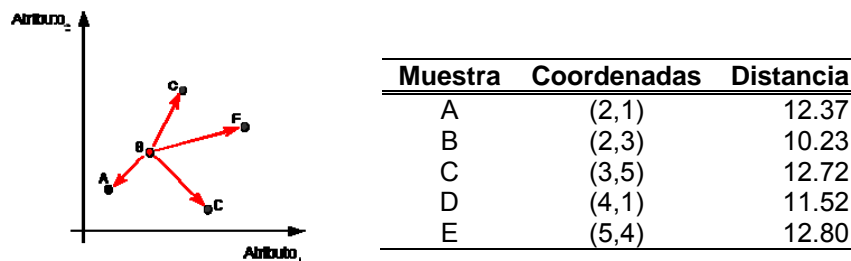 Atributo
C
F
B
A
C
Atributo
Muestra Coordenadas Distancia
A (2,1) 12.37
B (2,3) 10.23
C (3,5) 12.72
D (4,1) 11.52
E (5,4) 12.80